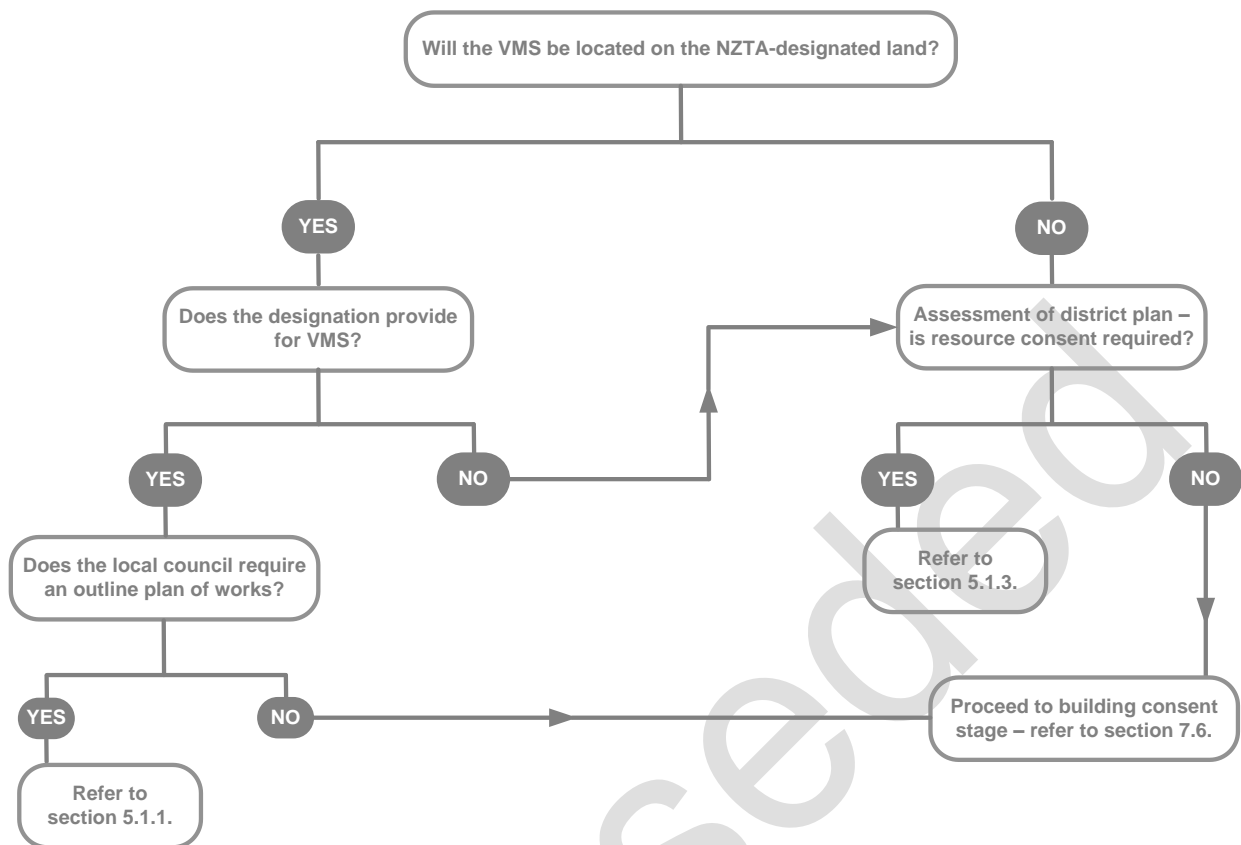 Will the VMS be located on the NZTA-designated land?
YES
NO
Does the designation provide
for VMS?
Assessment of district plan –
is resource consent required?
YES
NO
YES
NO
Does the local council require
an outline plan of works?
Refer to
section 5.1.3.
YES
NO
Proceed to building consent
stage – refer to section 7.6.
Refer to
section 5.1.1.
seded